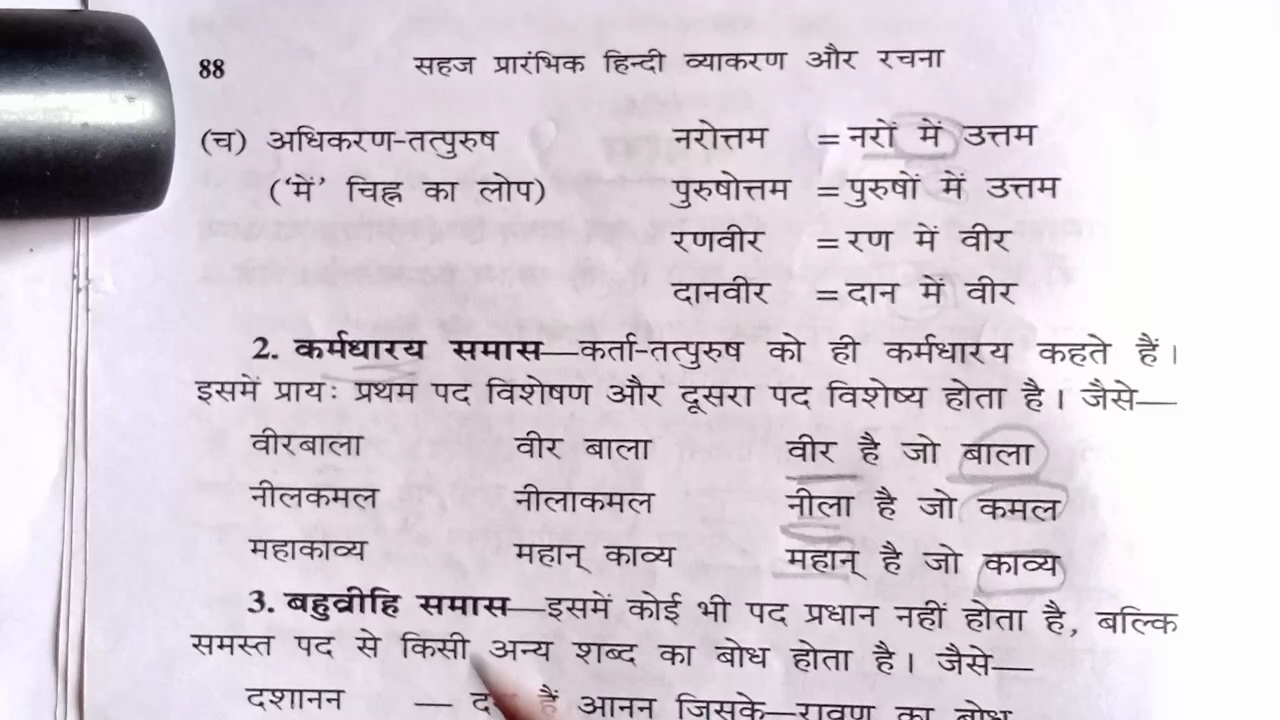 88 सहज प्रारंभिक हिन्दी व्याकरण और रचना
(च) अधिकरण-तत्पुरुष नरोत्तम = नरों में उत्तम
('में' चिह्न का लोप) पुरुषोत्तम = पुरुषों में उत्तम
रणवीर = रण में वीर
दानवीर = दान में वीर
2. कर्मधारय समास—कर्ता-तत्पुरुष को ही कर्मधारय कहते हैं।
इसमें प्रायः प्रथम पद विशेषण और दूसरा पद विशेष्य होता है। जैसे—
वीरबाला वीर बाला वीर है जो बाला
नीलकमल नीलाकमल नीला है जो कमल
महाकाव्य महान् काव्य महान् है जो काव्य
3. बहुव्रीहि समास—इसमें कोई भी पद प्रधान नहीं होता है, बल्कि
समस्त पद से किसी अन्य शब्द का बोध होता है। जैसे—
दशानन — हैं आनन जिसके—रावण का बोध